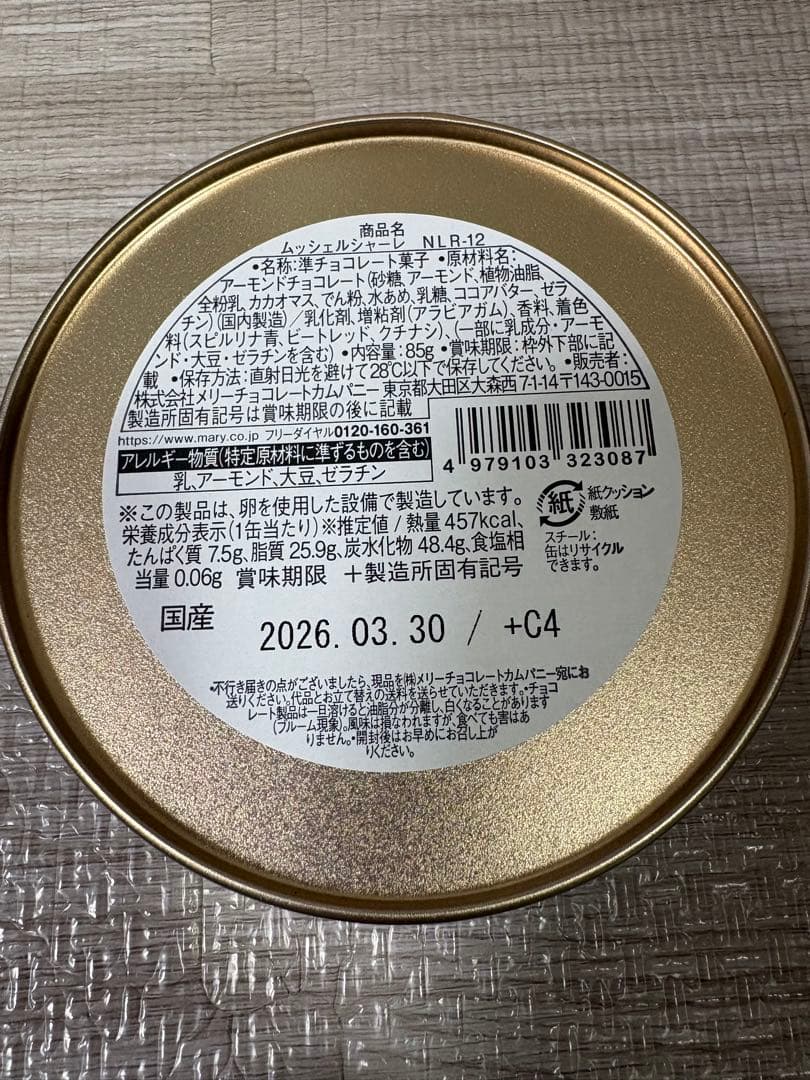 商品名
ムッシェルシャーレ NLR-12
•名称:準チョコレート菓子 •原材料名:
アーモンドチョコレート(砂糖、アーモンド、植物油脂、
全粉乳、カカオマス、でん粉、水あめ、乳糖、ココアバター、ゼラ
チン)(国内製造)/乳化剤、増粘剤(アラビアガム)、香料、着色
料(スピルリナ青、ビートレッド、クチナシ)、(一部に乳成分・アーモ
ンド・大豆・ゼラチンを含む) •内容量:85g •賞味期限:枠外下部に記
載 •保存方法:直射日光を避けて28℃以下で保存してください。 •販売者:
株式会社メリーチョコレートカムパニー 東京都大田区大森西7-1-14〒143-0015
製造所固有記号は賞味期限の後に記載
https://www.mary.co.jp フリーダイヤル0120-160-361
アレルギー物質(特定原材料に準ずるものを含む)
乳、アーモンド、大豆、ゼラチン
4 979103 323087
※この製品は、卵を使用した設備で製造しています。
栄養成分表示(1缶当たり)※推定値/熱量 457kcal、
たんぱく質 7.5g、脂質 25.9g、炭水化物 48.4g、食塩相
当量 0.06g 賞味期限 +製造所固有記号
紙 紙クッション
敷紙
スチール:
缶はリサイクル
できます。
国産
2026.03.30 / +C4
•不行き届きの点がございましたら、現品を㈱メリーチョコレートカムパニー宛にお
送りください。代品とお立て替えの送料を送らせていただきます。•チョコ
レート製品は一旦溶けると油脂分が分離し、白くなることがあります
(ブルーム現象)。風味は損なわれますが、食べても害はあ
りません。•開封後はお早めにお召し上が
りください。